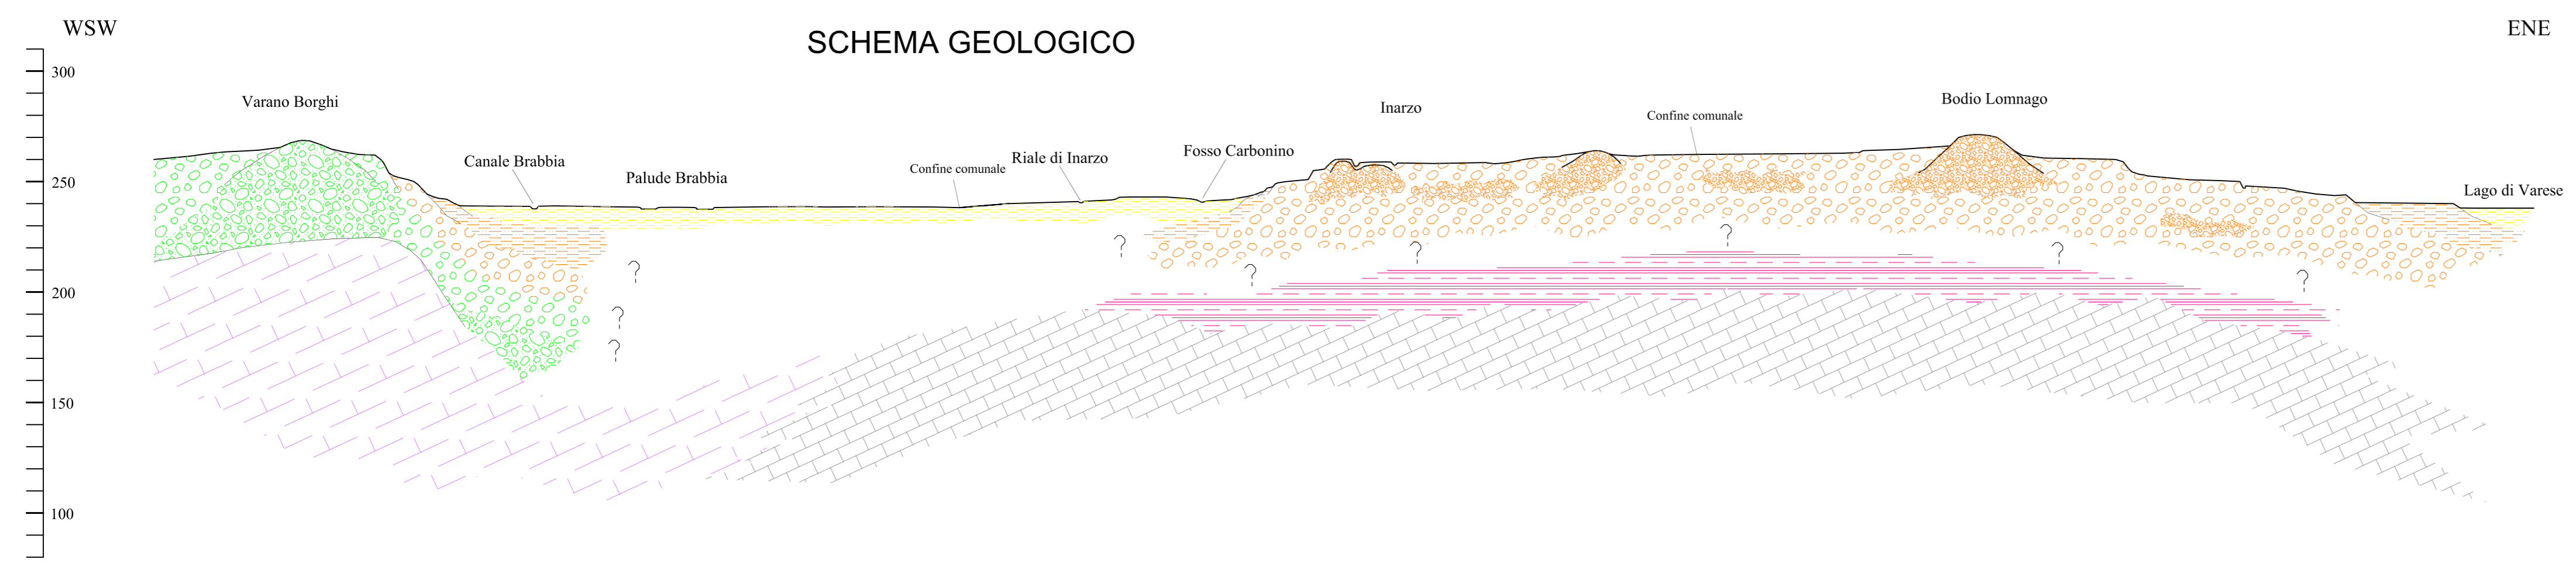 WSW
SCHEMA GEOLOGICO
ENE
300
Varano Borghi
Inarzo
Bodio Lomnago
Confine comunale
Canale Brabbia
Palude Brabbia
Confine comunale
Riale di Inarzo
Fosso Carbonino
250
Lago di Varese
?
?
?
?
?
?
?
?
?
200
150
100